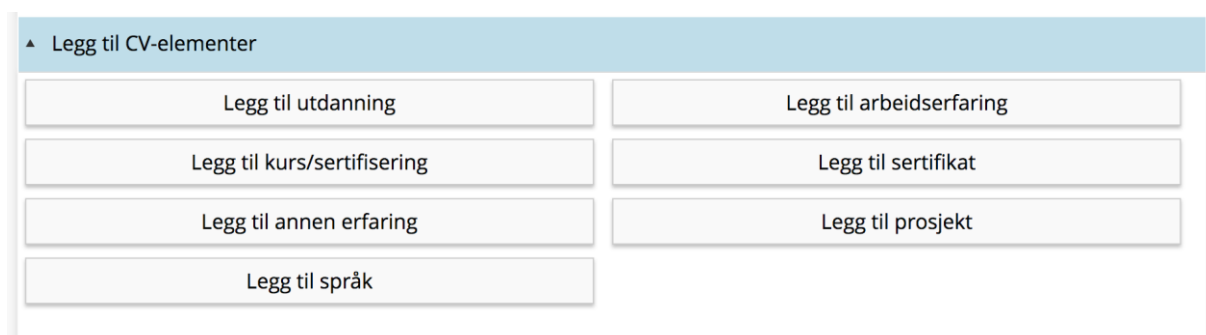 Legg til CV-elementer
Legg til utdanning
Legg til arbeidserfaring
Legg til kurs/sertifisering
Legg til sertifikat
Legg til annen erfaring
Legg til prosjekt
Legg til språk